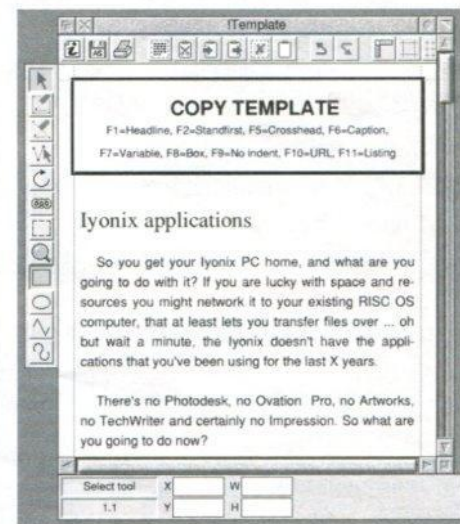 !Template
COPY TEMPLATE
F1=Headline, F2=Standfirst, F5=Crosshead, F6=Caption,
F7=Variable, F8=Box, F9=No indent, F10=URL, F11=Listing
Iyonix applications
So you get your Iyonix PC home, and what are you
going to do with it? If you are lucky with space and re-
sources you might network it to your existing RISC OS
computer, that at least lets you transfer files over ... oh
but wait a minute, the Iyonix doesn't have the appli-
cations that you've been using for the last X years.
There's no Photodesk, no Ovation Pro, no Artworks,
no TechWriter and certainly no Impression. So what are
you going to do now?
Select tool X W
1.1 Y H